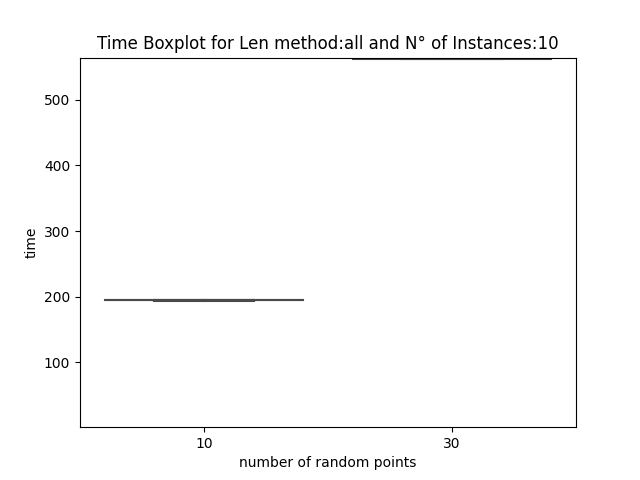 Time Boxplot for Len method:all and N° of Instances:10
500
400
300
200
100
time
10 30
number of random points